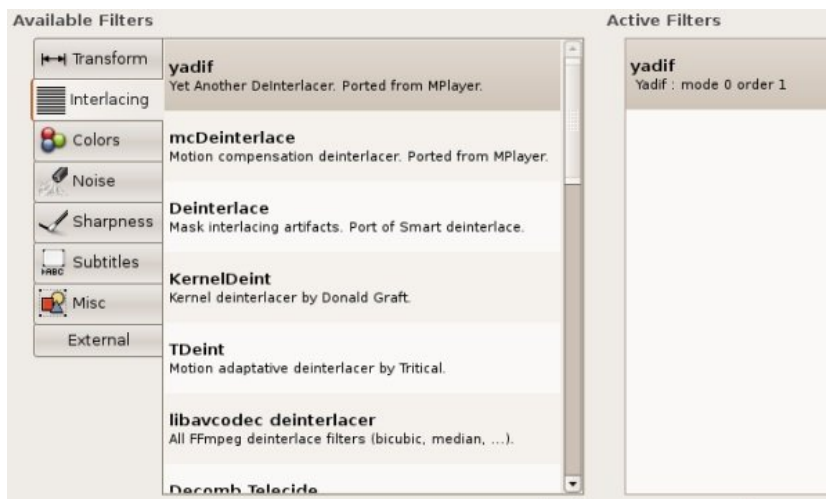 Available Filters
Transform
Interlacing
Colors
Noise
Sharpness
Subtitles
Misc
External
yadif
Yet Another DeInterlacer. Ported from MPlayer.
mcDeinterlace
Motion compensation deinterlacer. Ported from MPlayer.
Deinterlace
Mask interlacing artifacts. Port of Smart deinterlace.
KernelDeint
Kernel deinterlacer by Donald Graft.
TDeint
Motion adaptative deinterlacer by Tritical.
libavcodec deinterlacer
All FFmpeg deinterlace filters (bicubic, median, ...).
Decomb Telecide
Active Filters
yadif
Yadif : mode 0 order 1